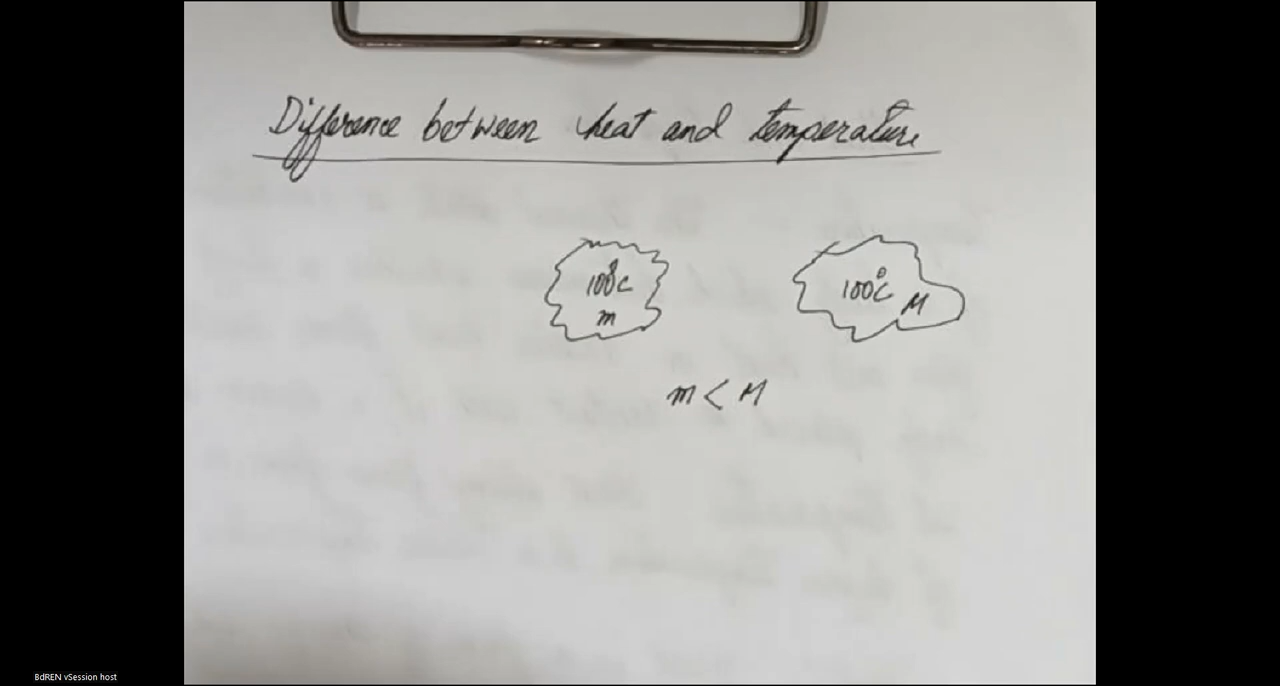 Difference between heat and temperature
100°C
m
100°C
M
m < M
BdREN vSession host